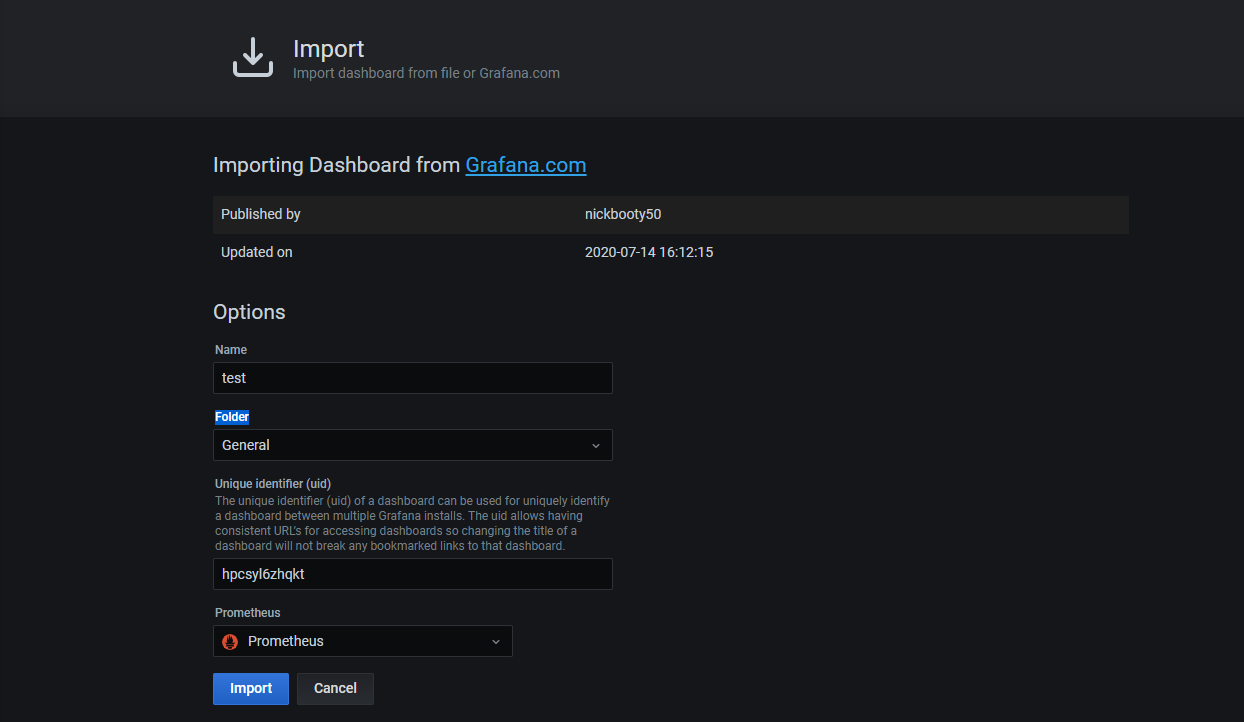 Import
Import dashboard from file or Grafana.com
Importing Dashboard from Grafana.com
Published by nickbooty50
Updated on 2020-07-14 16:12:15
Options
Name
test
Folder
General
Unique identifier (uid)
The unique identifier (uid) of a dashboard can be used for uniquely identify
a dashboard between multiple Grafana installs. The uid allows having
consistent URL's for accessing dashboards so changing the title of a
dashboard will not break any bookmarked links to that dashboard.
hpcsyl6zhqkt
Prometheus
Prometheus
Import Cancel